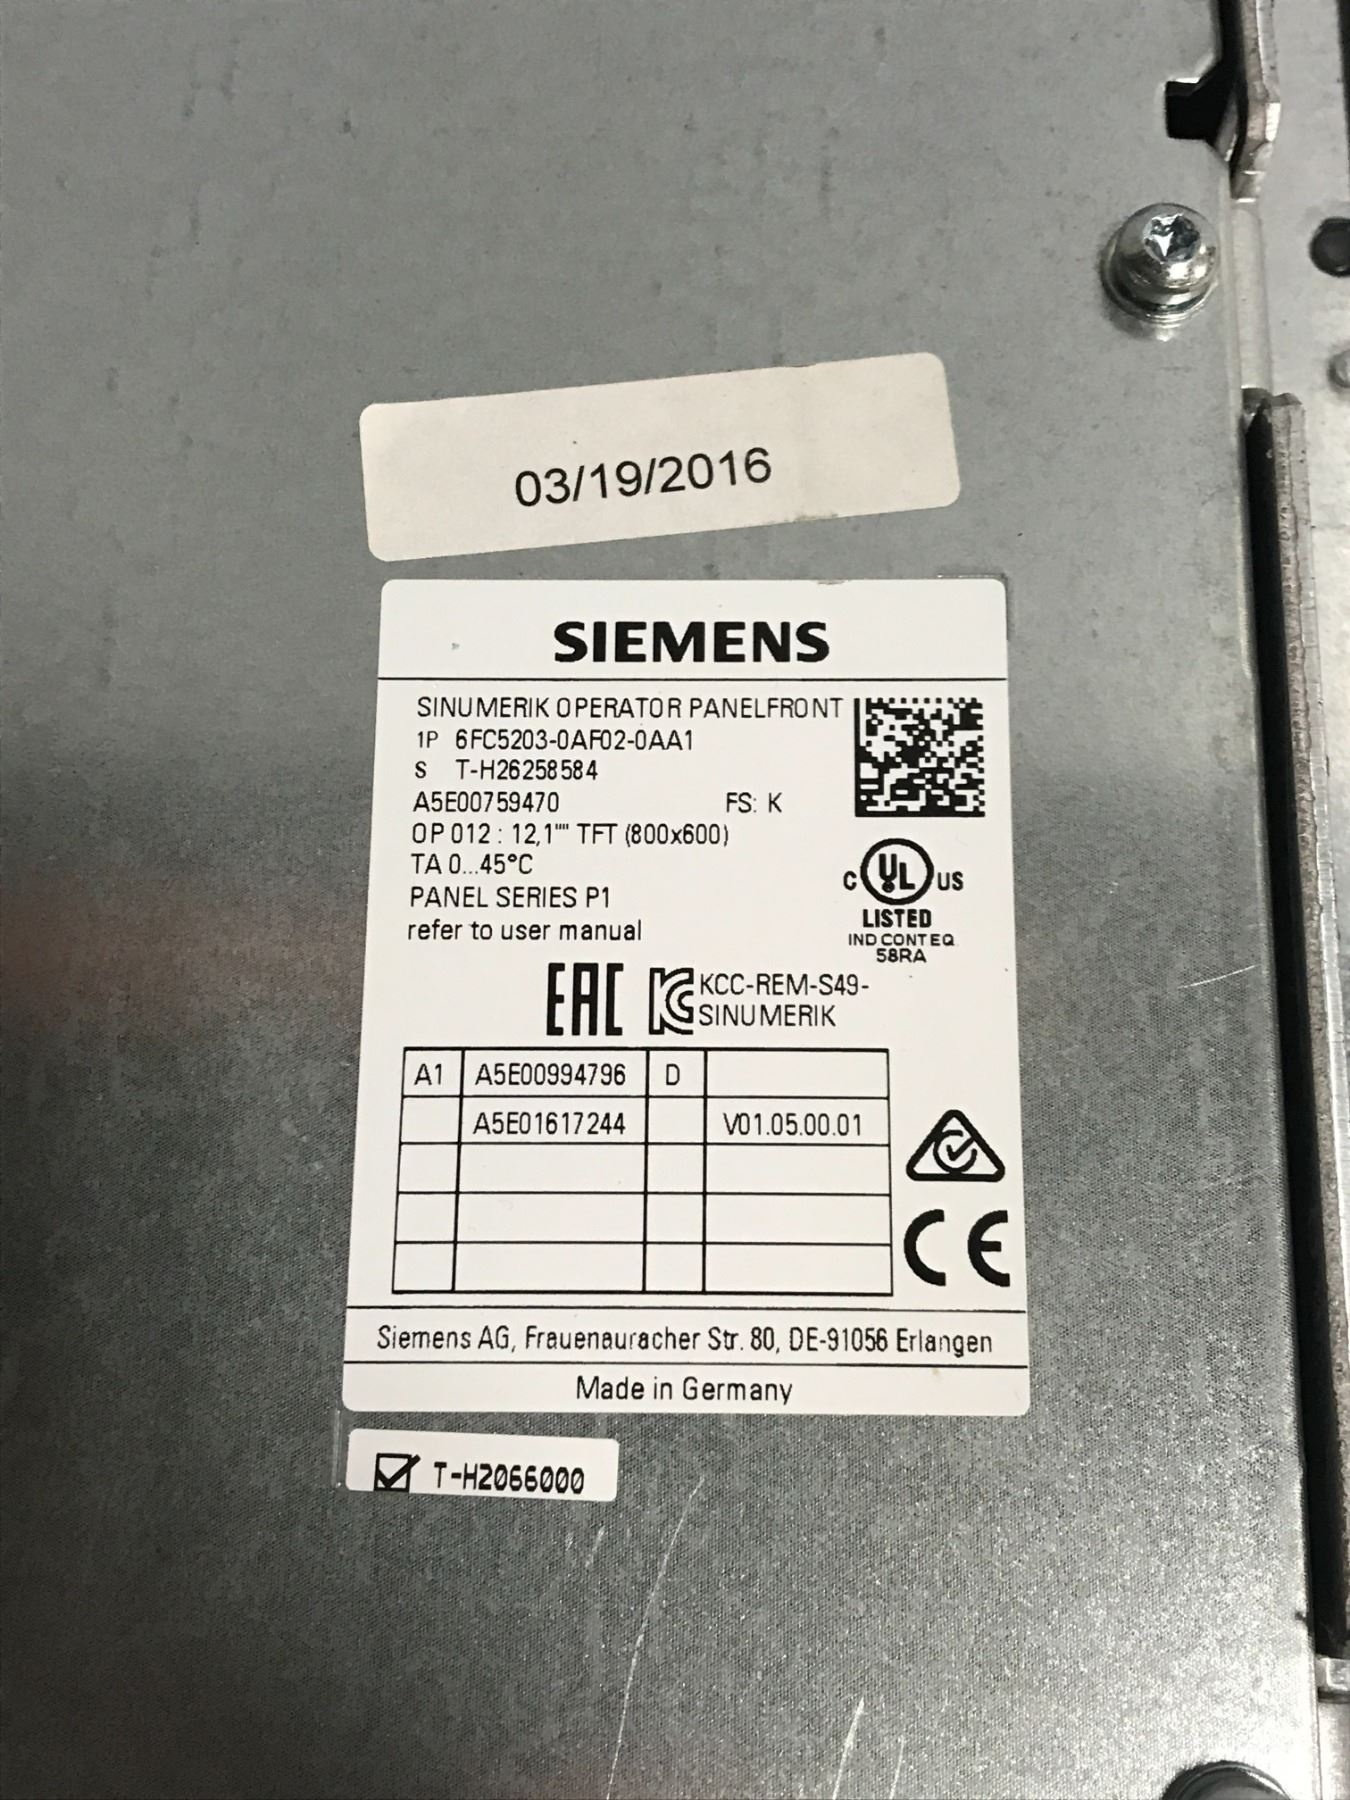 03/19/2016
SIEMENS
SINUMERIK OPERATOR PANELFRONT
1P 6FC5203-0AF02-0AA1
S T-H26258584
A5E00759470 FS: K
OP 012 : 12,1"" TFT (800x600)
TA 0...45°C
PANEL SERIES P1
refer to user manual
C UL US
LISTED
IND CONT EQ
58RA
EAC KC KCC-REM-S49-
SINUMERIK
A1 A5E00994796 D
A5E01617244 V01.05.00.01
CE
Siemens AG, Frauenauracher Str. 80, DE-91056 Erlangen
Made in Germany
T-H2066000